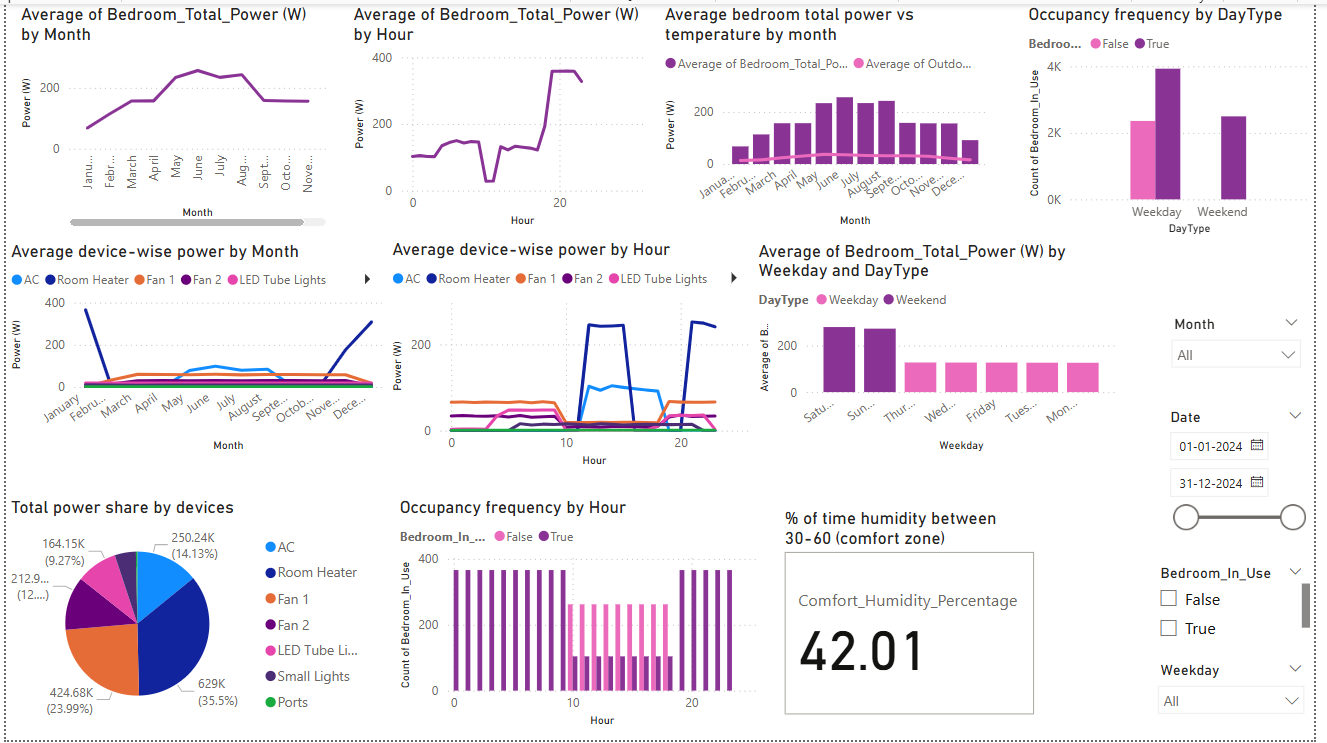 Average of Bedroom_Total_Power (W)
by Month
Power (W)
200
0
Janu...
Febr...
March
April
May
June
July
Aug...
Sept...
Octo...
Nove...
Month
Average of Bedroom_Total_Power (W)
by Hour
Power (W)
400
200
0
0
20
Hour
Average bedroom total power vs
temperature by month
Average of Bedroom_Total_Po... Average of Outdo...
Power (W)
200
0
Janua...
Febru...
March
April
May
June
July
August
Septe...
Octo...
Nove...
Dece...
Month
Occupancy frequency by DayType
Bedroo... False True
Count of Bedroom_In_Use
4K
2K
0K
Weekday Weekend
DayType
Average device-wise power by Month
AC Room Heater Fan 1 Fan 2 LED Tube Lights
Power (W)
400
200
0
January
Febru...
March
April
May
June
July
August
Septe...
Octob...
Nove...
Dece...
Month
Average device-wise power by Hour
AC Room Heater Fan 1 Fan 2 LED Tube Lights
Power (W)
200
0
0 10 20
Hour
Average of Bedroom_Total_Power (W) by
Weekday and DayType
DayType Weekday Weekend
Average of B...
200
0
Satu...
Sun...
Thur...
Wed...
Friday
Tues...
Mon...
Weekday
Month
All
Date
01-01-2024
31-12-2024
Bedroom_In_Use
False
True
Weekday
All
Total power share by devices
250.24K
(14.13%)
629K
(35.5%)
424.68K
(23.99%)
212.9...
(12....)
164.15K
(9.27%)
AC
Room Heater
Fan 1
Fan 2
LED Tube Li...
Small Lights
Ports
Occupancy frequency by Hour
Bedroom_In_... False True
Count of Bedroom_In_Use
400
200
0
0 10 20
Hour
% of time humidity between
30-60 (comfort zone)
Comfort_Humidity_Percentage
42.01